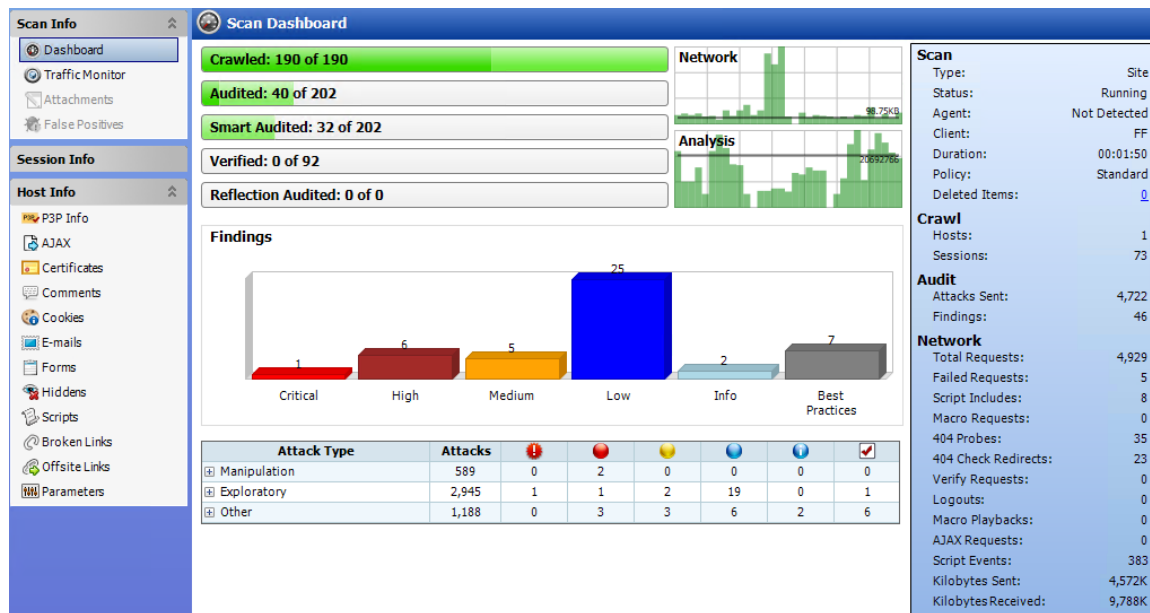 Scan Info
Dashboard
Traffic Monitor
Attachments
False Positives
Session Info
Host Info
P3P P3P Info
AJAX
Certificates
Comments
Cookies
E-mails
Forms
Hiddens
Scripts
Broken Links
Offsite Links
Parameters
Scan Dashboard
Crawled: 190 of 190
Audited: 40 of 202
Smart Audited: 32 of 202
Verified: 0 of 92
Reflection Audited: 0 of 0
Network
98.75KB
Analysis
20692766
Findings
1
6
5
25
2
7
Critical High Medium Low Info Best
Practices
Attack Type Attacks
Manipulation 589 0 2 0 0 0 0
Exploratory 2,945 1 1 2 19 0 1
Other 1,188 0 3 3 6 2 6
Scan
Type: Site
Status: Running
Agent: Not Detected
Client: FF
Duration: 00:01:50
Policy: Standard
Deleted Items: 0
Crawl
Hosts: 1
Sessions: 73
Audit
Attacks Sent: 4,722
Findings: 46
Network
Total Requests: 4,929
Failed Requests: 5
Script Includes: 8
Macro Requests: 0
404 Probes: 35
404 Check Redirects: 23
Verify Requests: 0
Logouts: 0
Macro Playbacks: 0
AJAX Requests: 0
Script Events: 383
Kilobytes Sent: 4,572K
Kilobytes Received: 9,788K